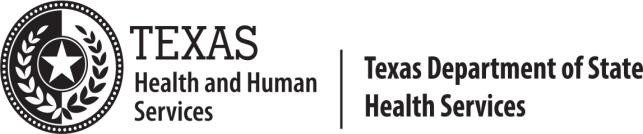 TEXAS
Health and Human
Services
Texas Department of State
Health Services